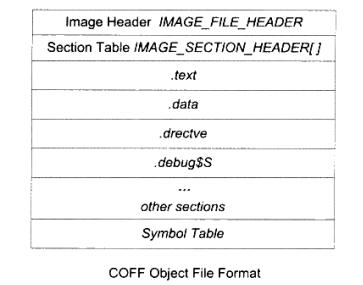 Image Header IMAGE_FILE_HEADER
Section Table IMAGE_SECTION_HEADER[]
.text
.data
.drectve
.debug$S
...
other sections
Symbol Table
COFF Object File Format